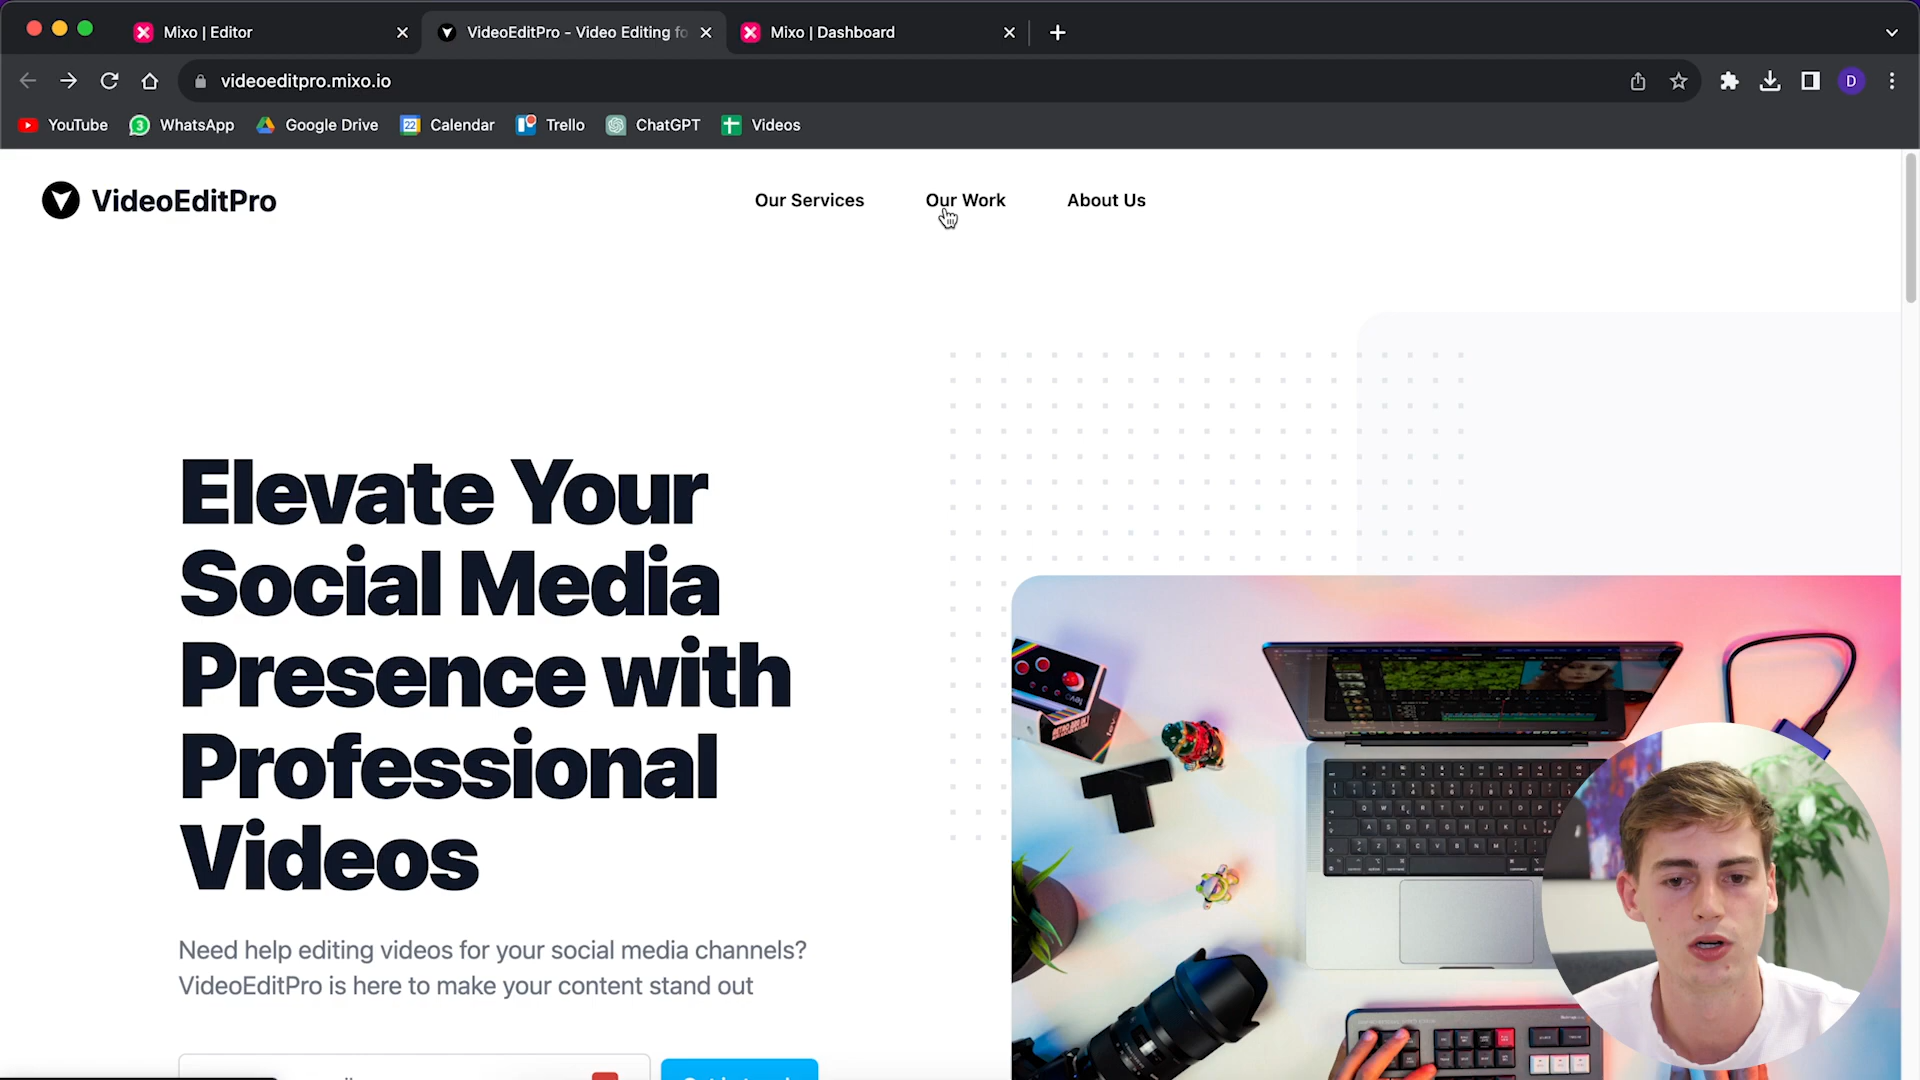 Mixo | Editor
VideoEditPro - Video Editing fo
Mixo | Dashboard
videoeditpro.mixo.io
D
YouTube
3
WhatsApp
Google Drive
22
Calendar
Trello
ChatGPT
Videos
VideoEditPro
Our Services
Our Work
About Us
Elevate Your
Social Media
Presence with
Professional
Videos
Need help editing videos for your social media channels?
VideoEditPro is here to make your content stand out